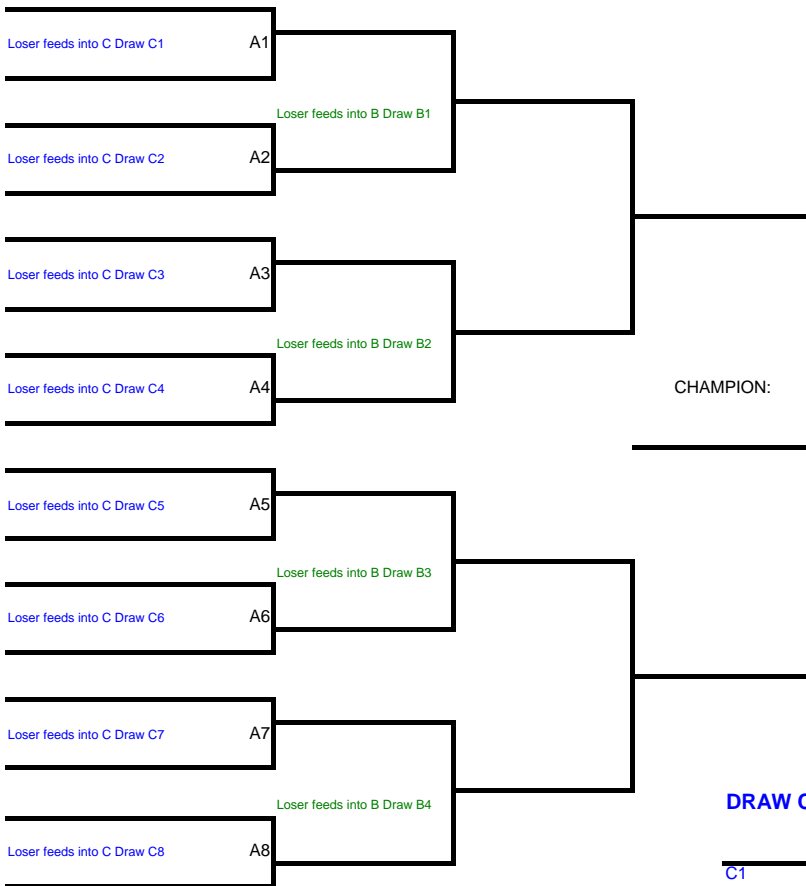 Loser feeds into C Draw C1 A1
Loser feeds into B Draw B1
Loser feeds into C Draw C2 A2
Loser feeds into C Draw C3 A3
Loser feeds into B Draw B2
Loser feeds into C Draw C4 A4
CHAMPION:
Loser feeds into C Draw C5 A5
Loser feeds into B Draw B3
Loser feeds into C Draw C6 A6
Loser feeds into C Draw C7 A7
Loser feeds into B Draw B4
DRAW C
Loser feeds into C Draw C8 A8
C1